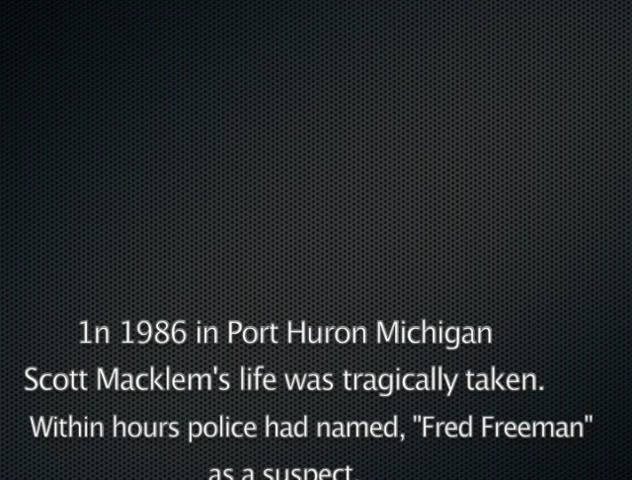 1n 1986 in Port Huron Michigan
Scott Macklem's life was tragically taken.
Within hours police had named, "Fred Freeman"
as a suspect.